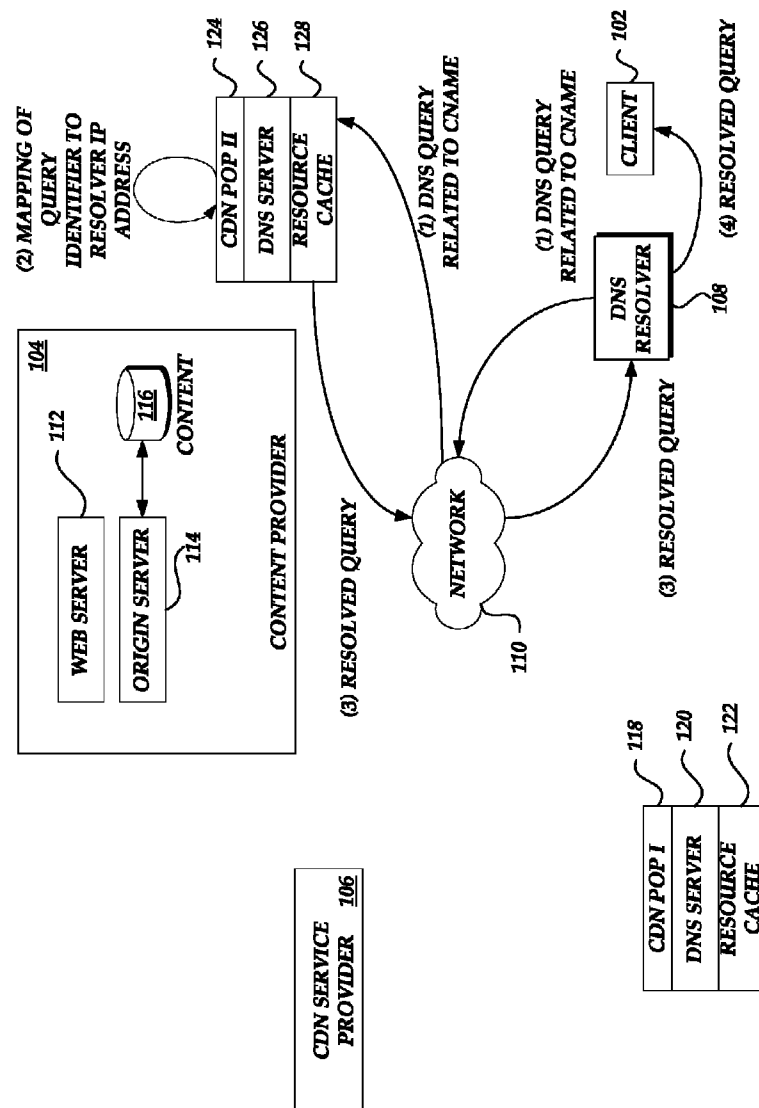 CDN SERVICE
PROVIDER
106
CDN POP I
DNS SERVER
RESOURCE
CACHE
118
120
122
104
WEB SERVER
112
ORIGIN SERVER
114
116
CONTENT
CONTENT PROVIDER
(2) MAPPING OF
QUERY
IDENTIFIER TO
RESOLVER IP
ADDRESS
CDN POP II
DNS SERVER
RESOURCE
CACHE
124
126
128
(3) RESOLVED QUERY
(1) DNS QUERY
RELATED TO CNAME
NETWORK
110
(1) DNS QUERY
RELATED TO CNAME
(3) RESOLVED QUERY
DNS
RESOLVER
108
CLIENT
102
(4) RESOLVED QUERY